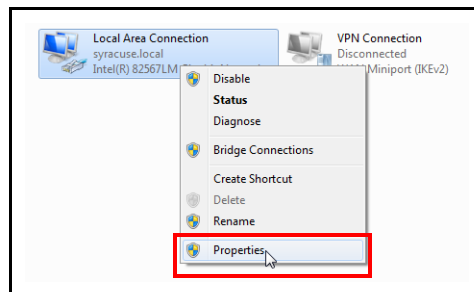 Local Area Connection
syracuse.local
Intel(R) 82567LM
VPN Connection
Disconnected
Miniport (IKEv2)
Disable
Status
Diagnose
Bridge Connections
Create Shortcut
Delete
Rename
Properties